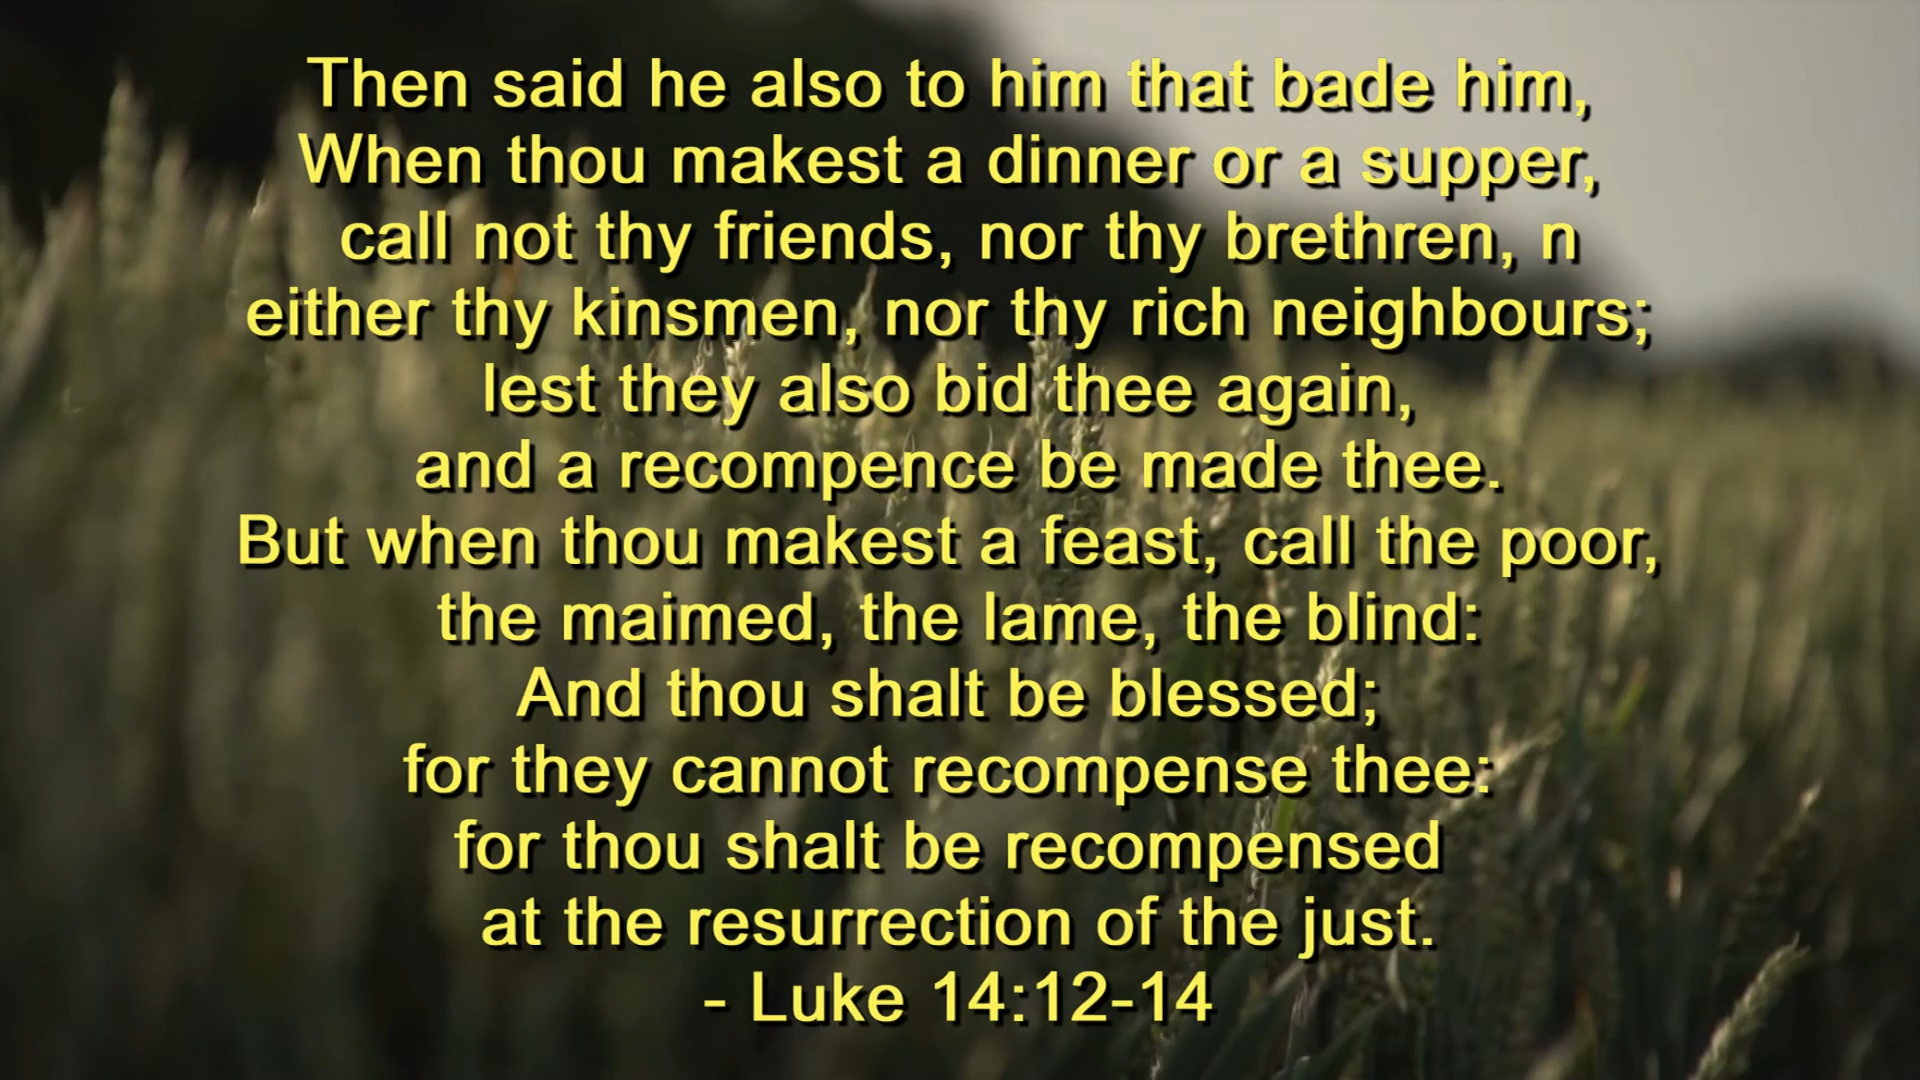 Then said he also to him that bade him,
When thou makest a dinner or a supper,
call not thy friends, nor thy brethren, n
either thy kinsmen, nor thy rich neighbours;
lest they also bid thee again,
and a recompence be made thee.
But when thou makest a feast, call the poor,
the maimed, the lame, the blind:
And thou shalt be blessed;
for they cannot recompense thee:
for thou shalt be recompensed
at the resurrection of the just.
- Luke 14:12-14